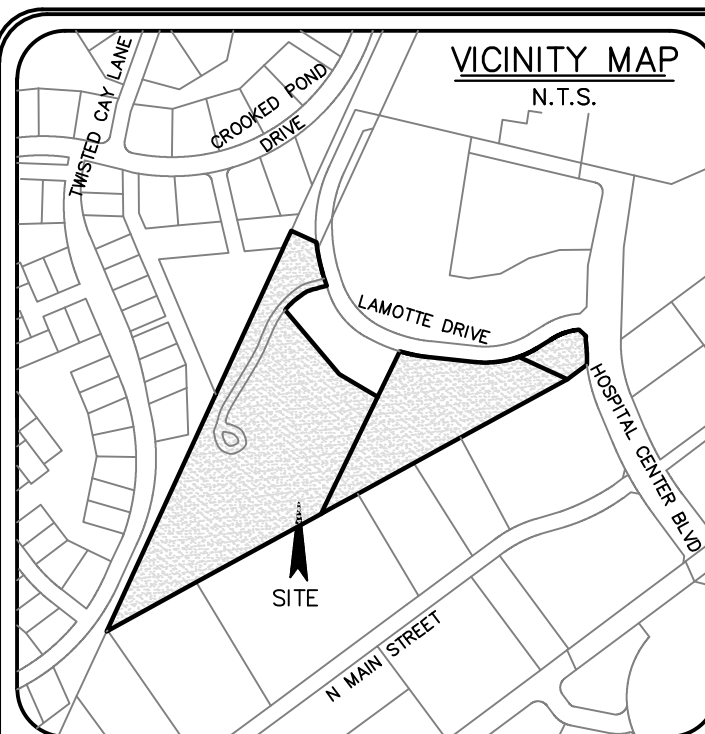 VICINITY MAP
N.T.S.
TWISTED CAY LANE
CROOKED POND
DRIVE
LAMOTTE DRIVE
HOSPITAL CENTER BLVD
SITE
N MAIN STREET